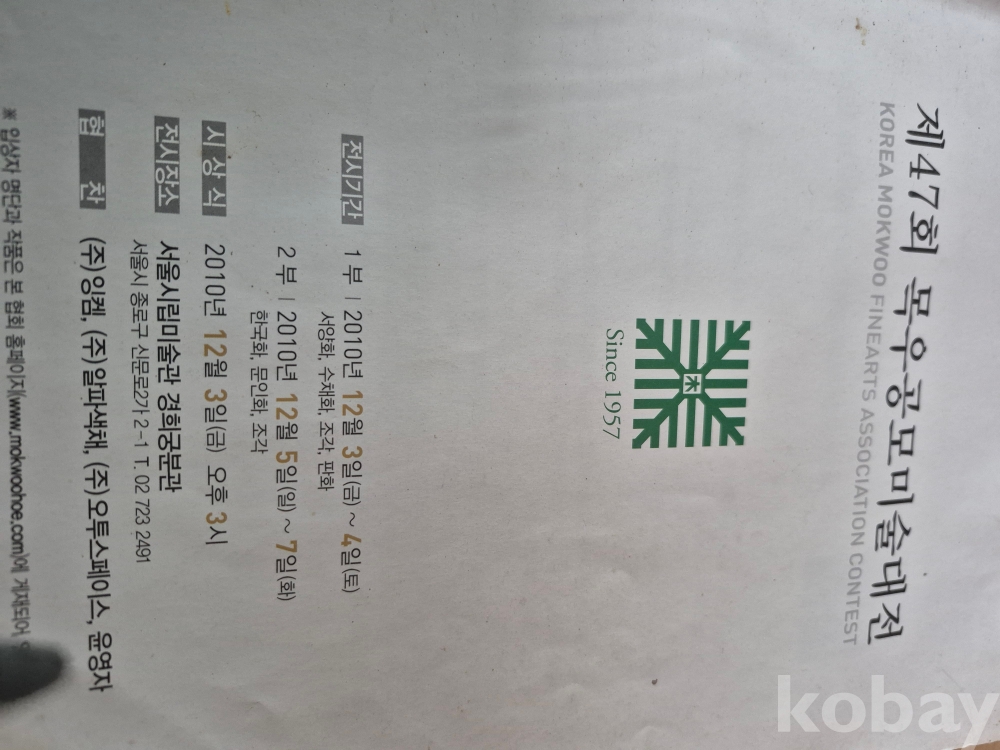 제47회 목우공모미술대전
KOREA MOKWOO FINEARTS ASSOCIATION CONTEST
木
Since 1957
전시기간 1부 | 2010년 12월 3일(금) ~ 4일(토)
서양화, 수채화, 조각, 판화
2부 | 2010년 12월 5일(일) ~ 7일(화)
한국화, 문인화, 조각
시상식 2010년 12월 3일(금) 오후 3시
전시장소 서울시립미술관 경희궁분관
서울시 종로구 신문로2가 2-1 T. 02 723 2491
협찬 (주)잉켐, (주)알파색채, (주)오투스페이스, 윤영자
※ 입상자 명단과 작품은 본 협회 홈페이지(www.mokwoohoe.com)에 게재되어
kobay